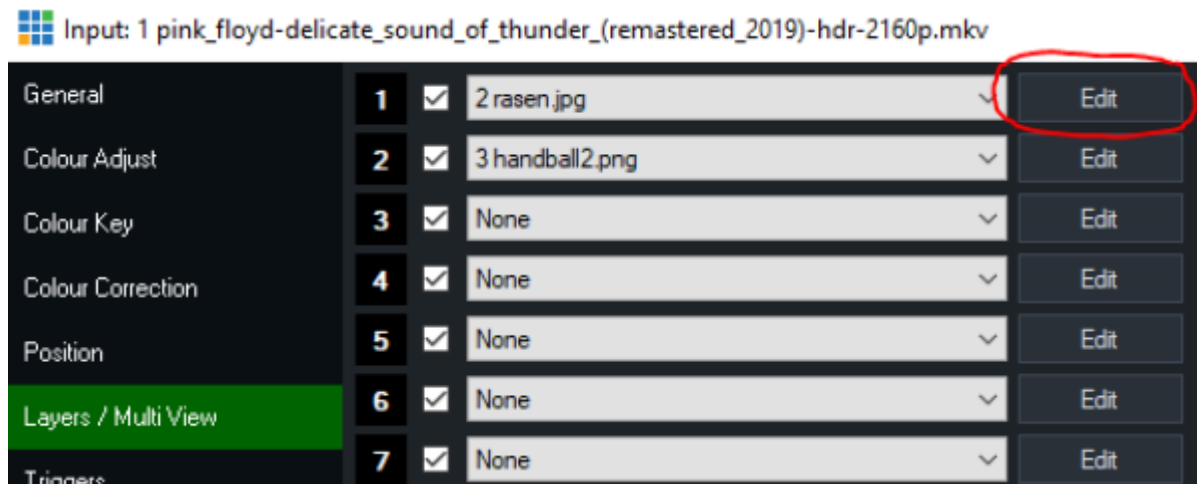 Input: 1 pink_floyd-delicate_sound_of_thunder_(remastered_2019)-hdr-2160p.mkv
General 1 2 rasen.jpg Edit
Colour Adjust 2 3 handball2.png Edit
Colour Key 3 None Edit
Colour Correction 4 None Edit
Position 5 None Edit
Layers / Multi View 6 None Edit
Triggers 7 None Edit